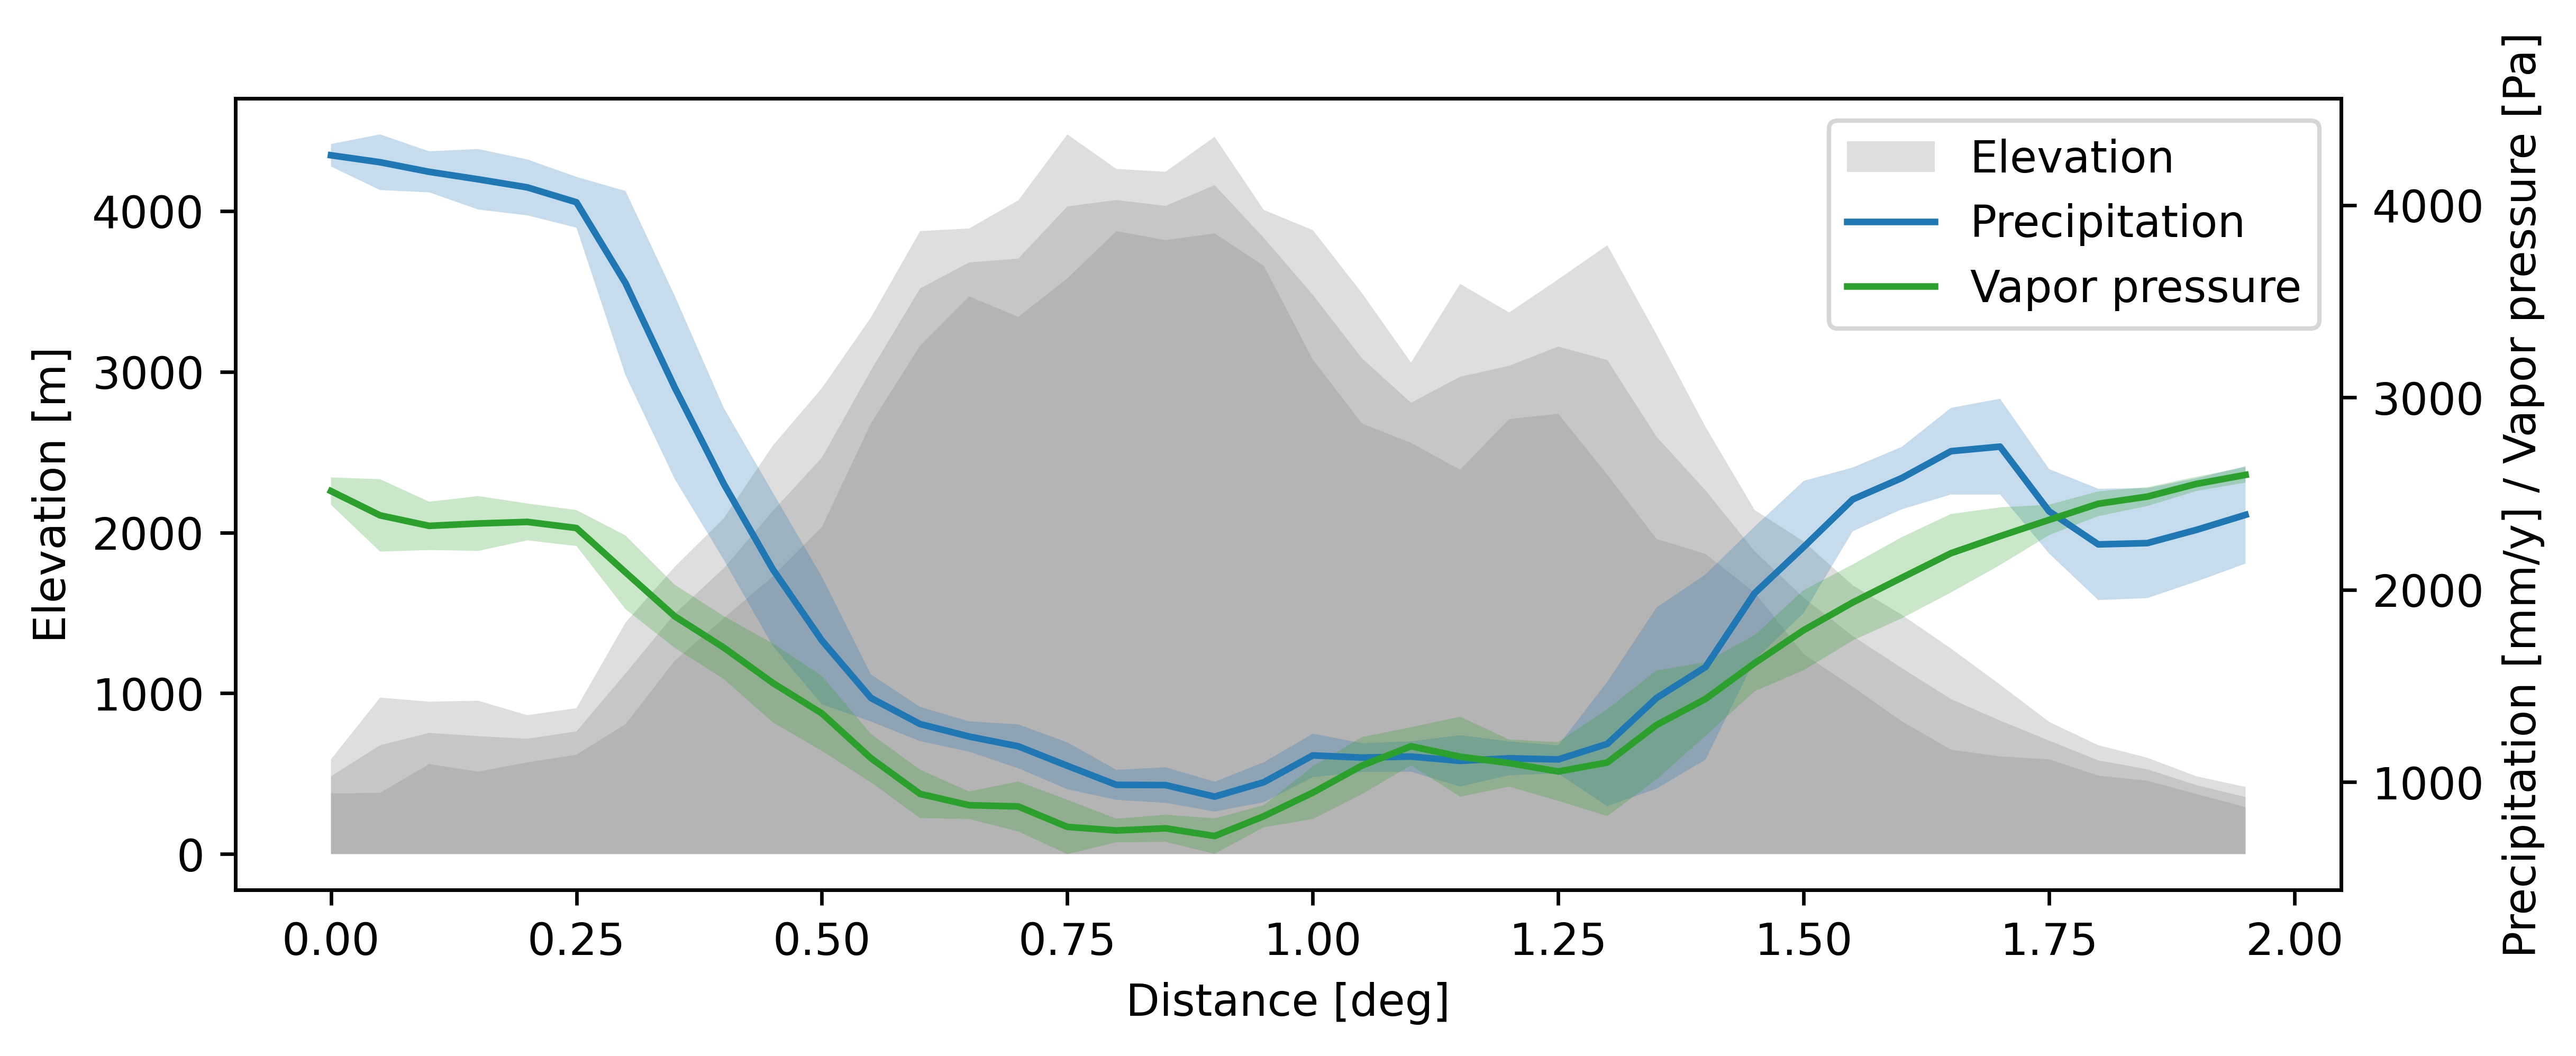 Elevation [m]
4000
3000
2000
1000
0
0.00 0.25 0.50 0.75 1.00 1.25 1.50 1.75 2.00
Distance [deg]
Elevation
Precipitation
Vapor pressure
4000
3000
2000
1000
Precipitation [mm/y] / Vapor pressure [Pa]